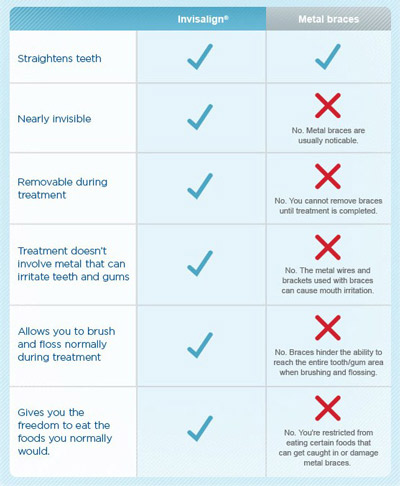 Invisalign® Metal braces
Straightens teeth
Nearly invisible
No. Metal braces are
usually noticable.
Removable during
treatment
No. You cannot remove braces
until treatment is completed.
Treatment doesn't
involve metal that can
irritate teeth and gums
No. The metal wires and
brackets used with braces
can cause mouth irritation.
Allows you to brush
and floss normally
during treatment
No. Braces hinder the ability to
reach the entire tooth/gum area
when brushing and flossing.
Gives you the
freedom to eat the
foods you normally
would.
No. You're restricted from
eating certain foods that
can get caught in or damage
metal braces.